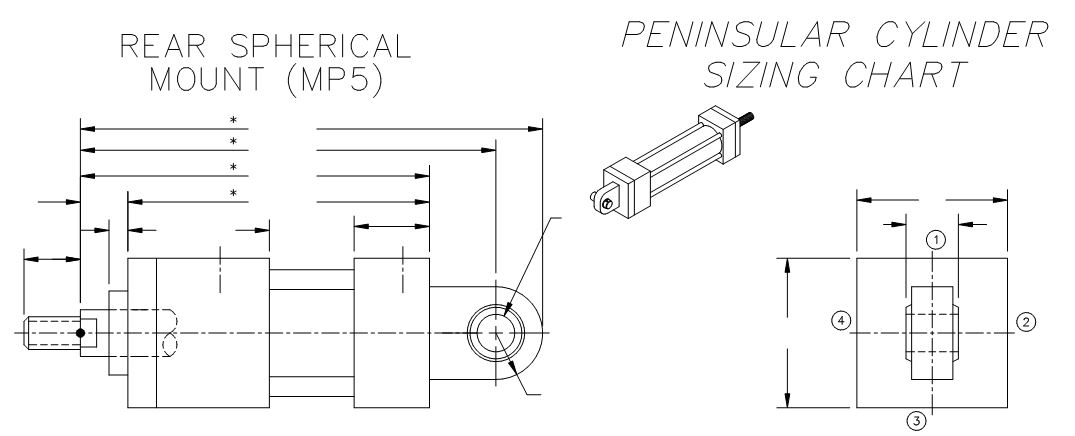 REAR SPHERICAL
MOUNT (MP5)
PENINSULAR CYLINDER
SIZING CHART
*
*
*
*
1
4
2
3